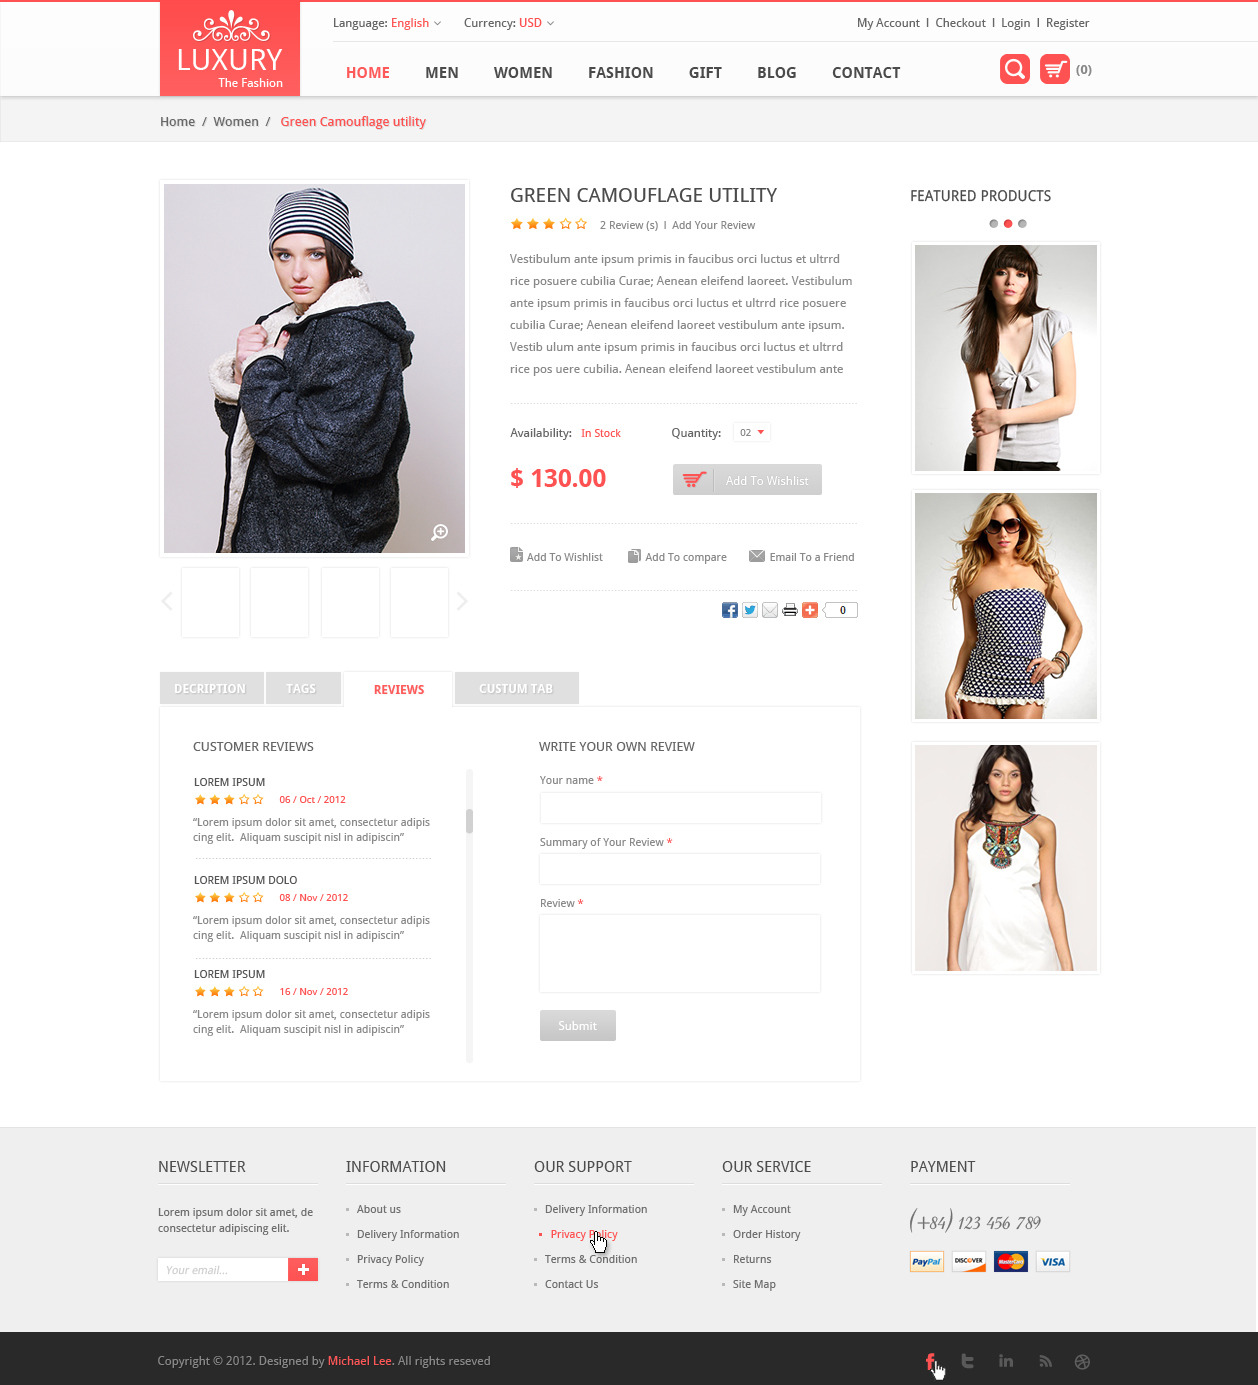 LUXURY
The Fashion
Language: English
Currency: USD
My Account I Checkout I Login I Register
HOME MEN WOMEN FASHION GIFT BLOG CONTACT
(0)
Home / Women / Green Camouflage utility
GREEN CAMOUFLAGE UTILITY
2 Review (s) I Add Your Review
Vestibulum ante ipsum primis in faucibus orci luctus et ultrrd
rice posuere cubilia Curae; Aenean eleifend laoreet. Vestibulum
ante ipsum primis in faucibus orci luctus et ultrrd rice posuere
cubilia Curae; Aenean eleifend laoreet vestibulum ante ipsum.
Vestib ulum ante ipsum primis in faucibus orci luctus et ultrrd
rice pos uere cubilia. Aenean eleifend laoreet vestibulum ante
Availability: In Stock
Quantity: 02
$ 130.00
Add To Wishlist
Add To Wishlist
Add To compare
Email To a Friend
0
FEATURED PRODUCTS
DECRIPTION
TAGS
REVIEWS
CUSTUM TAB
CUSTOMER REVIEWS
LOREM IPSUM
06 / Oct / 2012
“Lorem ipsum dolor sit amet, consectetur adipis
cing elit. Aliquam suscipit nisl in adipiscin”
LOREM IPSUM DOLO
08 / Nov / 2012
“Lorem ipsum dolor sit amet, consectetur adipis
cing elit. Aliquam suscipit nisl in adipiscin”
LOREM IPSUM
16 / Nov / 2012
“Lorem ipsum dolor sit amet, consectetur adipis
cing elit. Aliquam suscipit nisl in adipiscin”
WRITE YOUR OWN REVIEW
Your name *
Summary of Your Review *
Review *
Submit
NEWSLETTER
Lorem ipsum dolor sit amet, de
consectetur adipiscing elit.
Your email...
INFORMATION
About us
Delivery Information
Privacy Policy
Terms & Condition
OUR SUPPORT
Delivery Information
Privacy Policy
Terms & Condition
Contact Us
OUR SERVICE
My Account
Order History
Returns
Site Map
PAYMENT
(+84) 123 456 789
PayPal
DISCOVER
MasterCard
VISA
Copyright © 2012. Designed by Michael Lee. All rights reseved